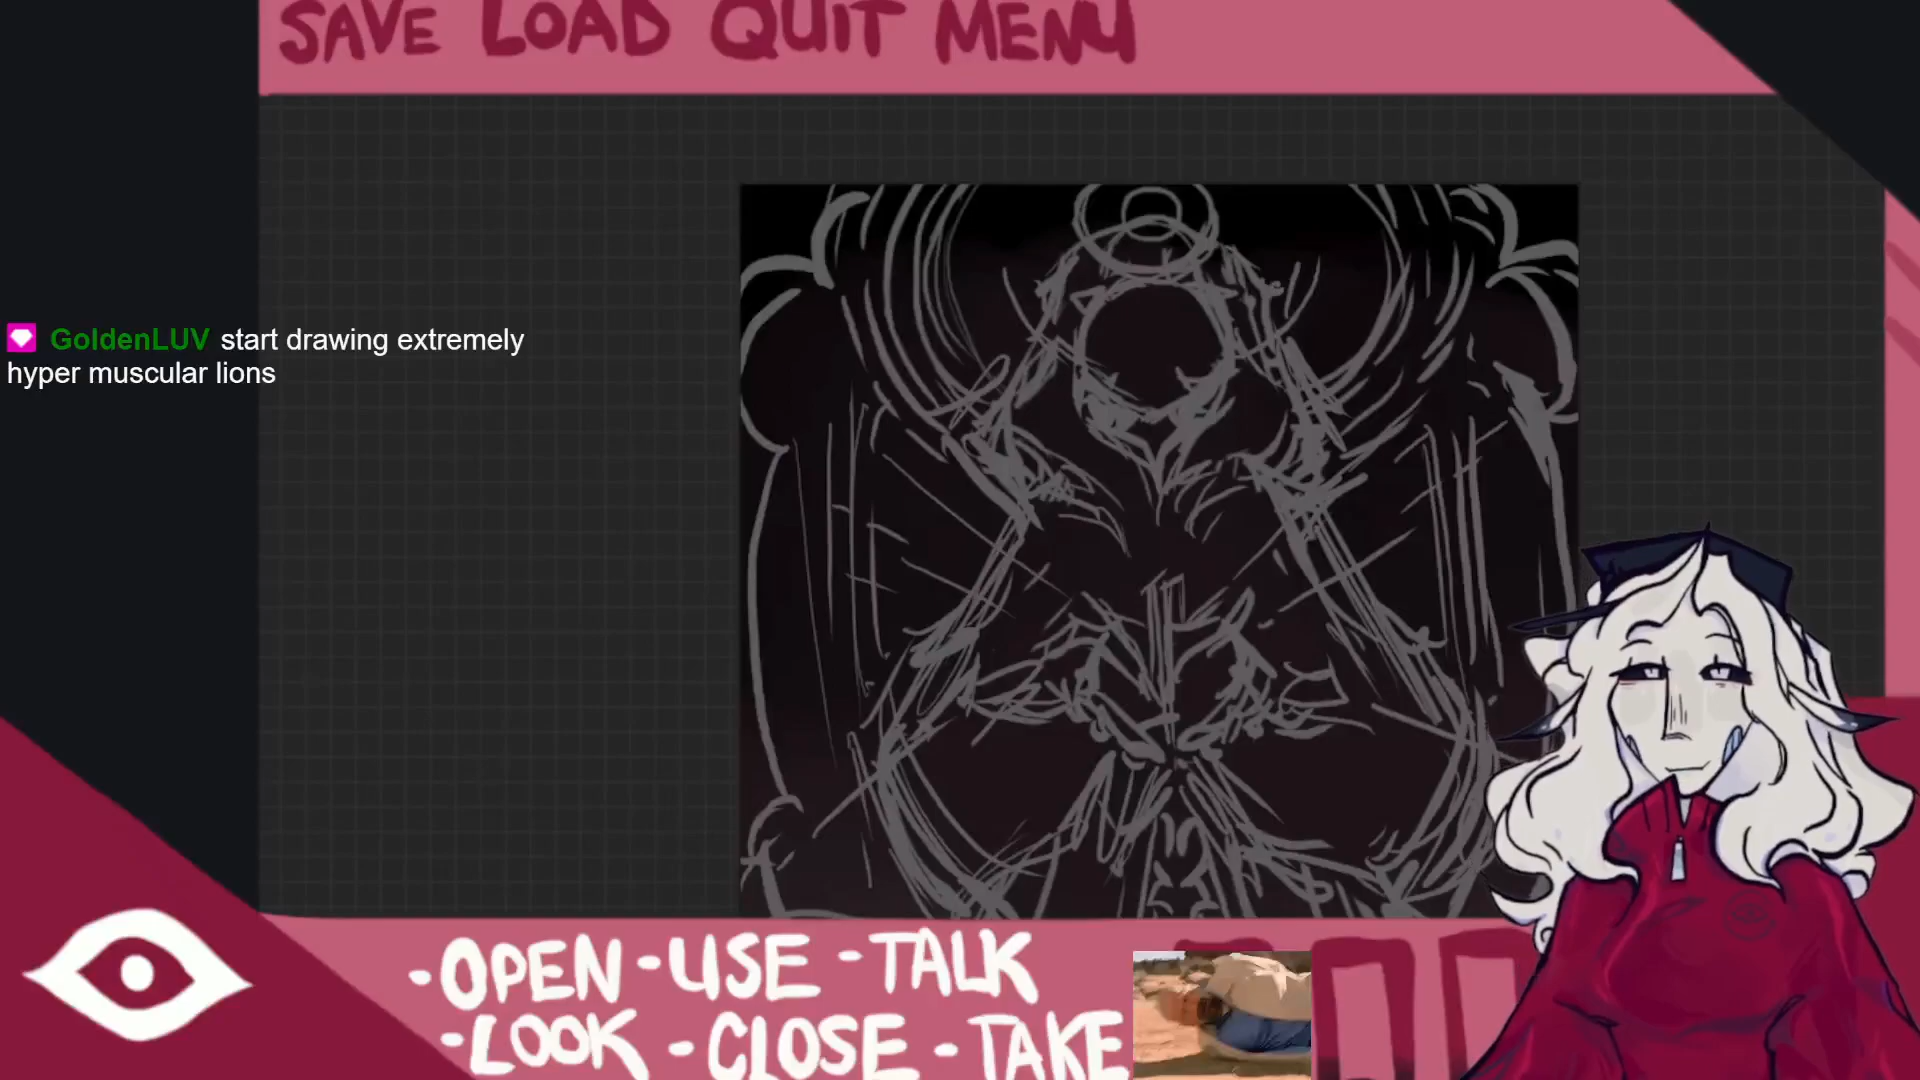 SAVE LOAD QUIT MENU
GoldenLUV start drawing extremely
hyper muscular lions
-OPEN -USE -TALK
-LOOK -CLOSE -TAKE